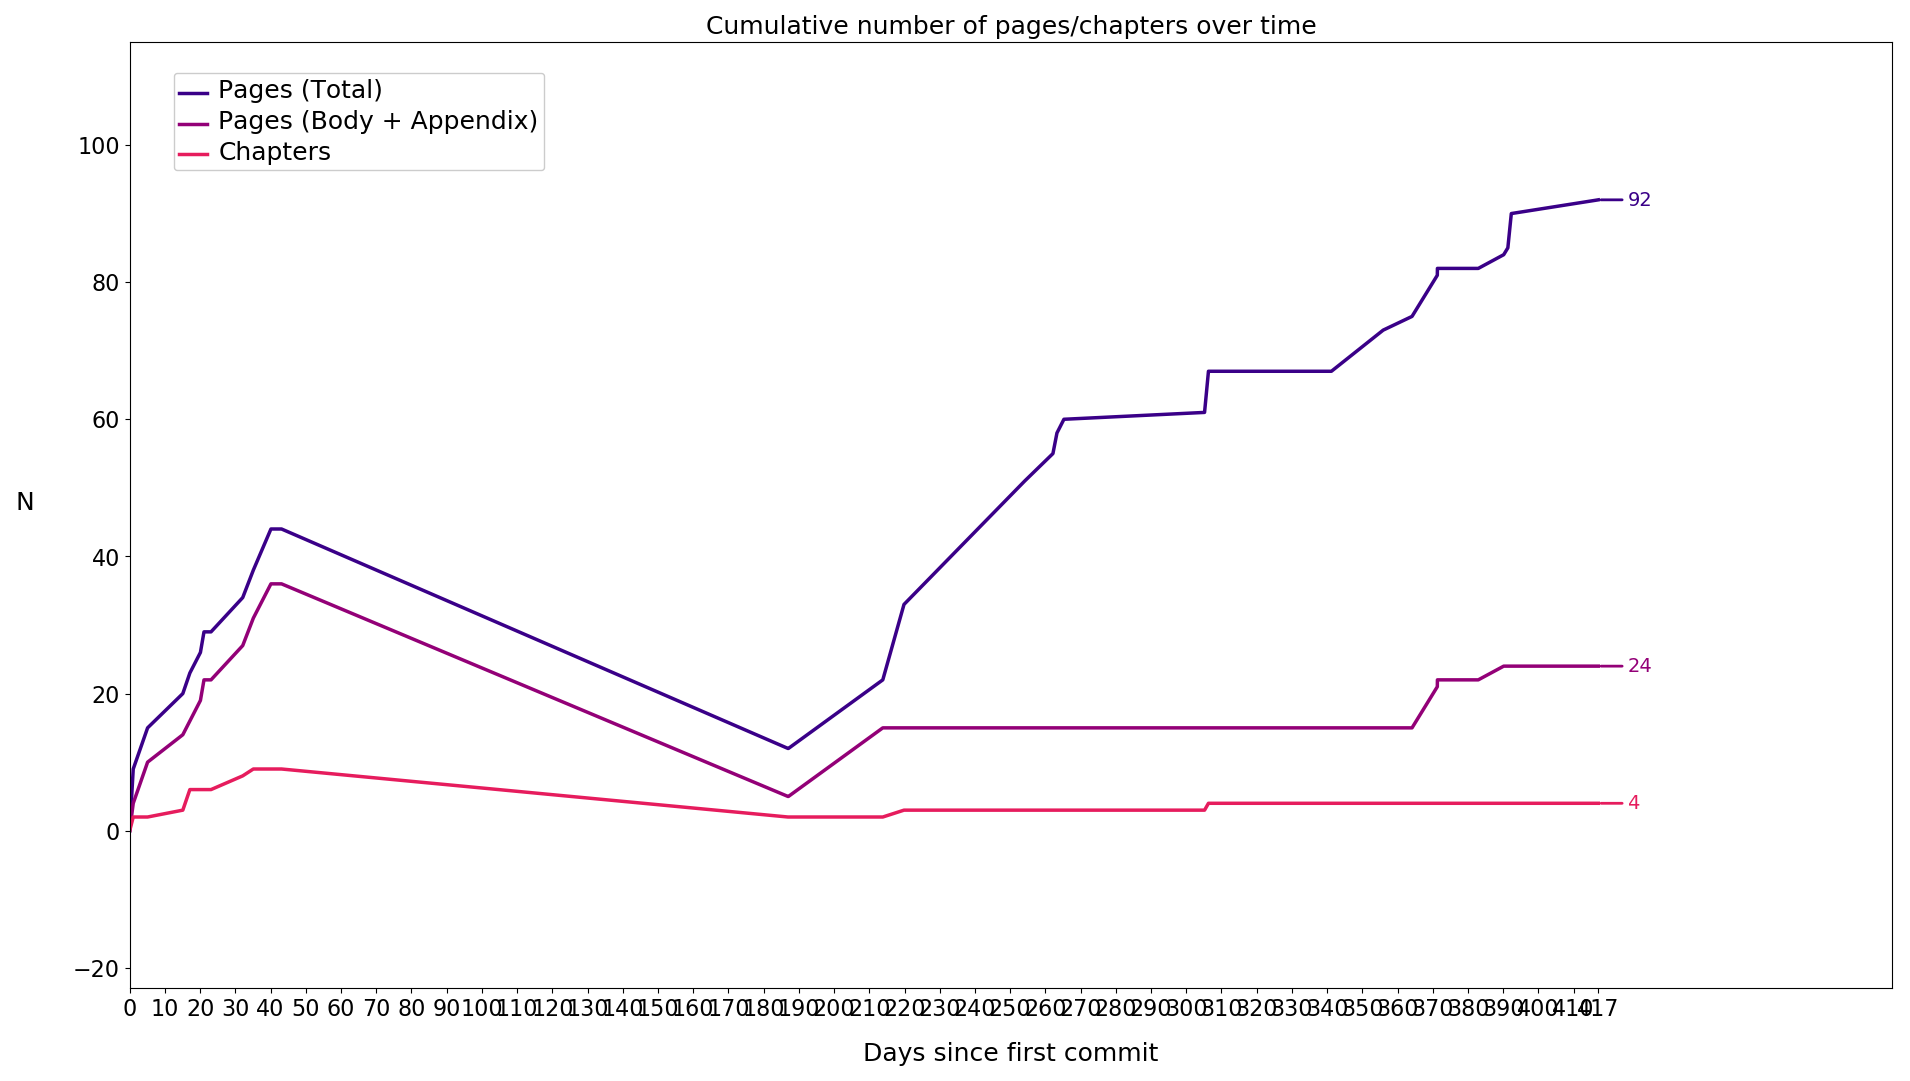 Cumulative number of pages/chapters over time
Pages (Total)
Pages (Body + Appendix)
Chapters
100
80
60
40
20
0
−20
N
92
24
4
0 10 20 30 40 50 60 70 80 90 100 110 120 130 140 150 160 170 180 190 200 210 220 230 240 250 260 270 280 290 300 310 320 330 340 350 360 370 380 390 400 410 417
Days since first commit